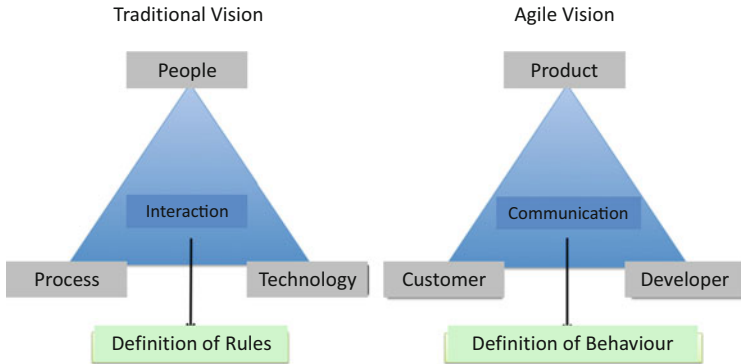 Traditional Vision
People
Interaction
Process
Technology
Definition of Rules
Agile Vision
Product
Communication
Customer
Developer
Definition of Behaviour